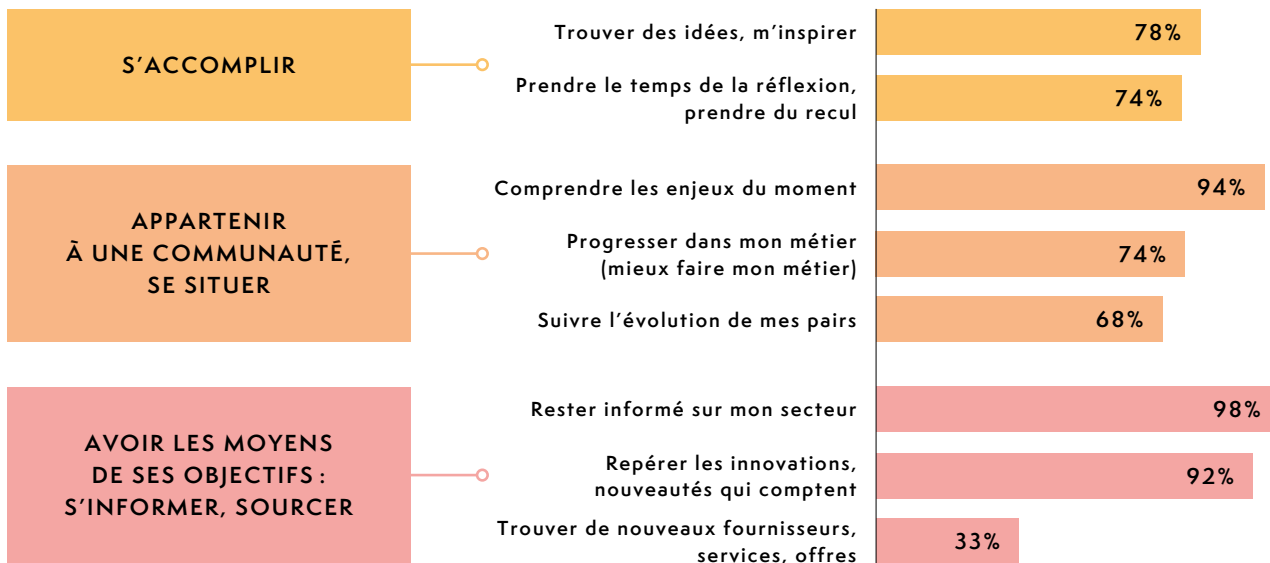 S'ACCOMPLIR
Trouver des idées, m'inspirer
78%
Prendre le temps de la réflexion,
prendre du recul
74%
APPARTENIR
À UNE COMMUNAUTÉ,
SE SITUER
Comprendre les enjeux du moment
94%
Progresser dans mon métier
(mieux faire mon métier)
74%
Suivre l'évolution de mes pairs
68%
AVOIR LES MOYENS
DE SES OBJECTIFS :
S'INFORMER, SOURCER
Rester informé sur mon secteur
98%
Repérer les innovations,
nouveautés qui comptent
92%
Trouver de nouveaux fournisseurs,
services, offres
33%